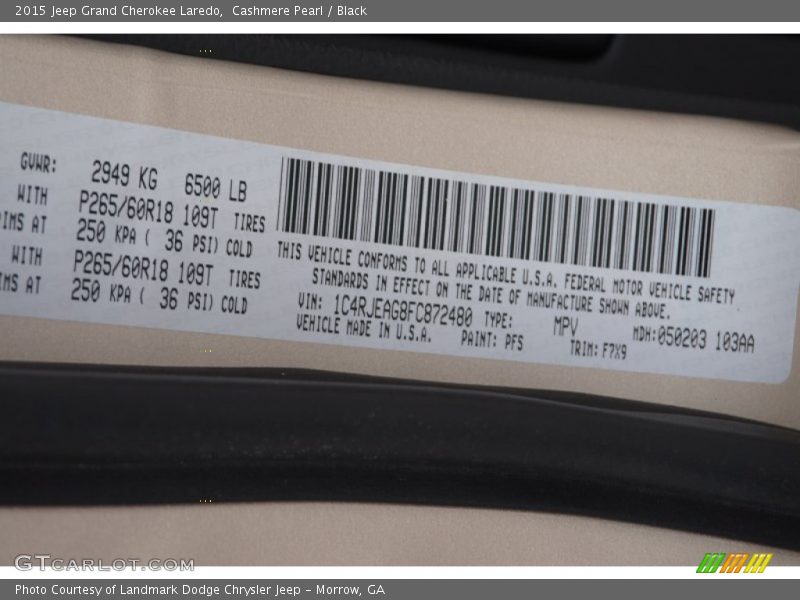 2015 Jeep Grand Cherokee Laredo, Cashmere Pearl / Black
GVWR: 2949 KG 6500 LB
WITH P265/60R18 109T TIRES
IMS AT 250 KPA ( 36 PSI) COLD
WITH P265/60R18 109T TIRES
MS AT 250 KPA ( 36 PSI) COLD
THIS VEHICLE CONFORMS TO ALL APPLICABLE U.S.A. FEDERAL MOTOR VEHICLE SAFETY
STANDARDS IN EFFECT ON THE DATE OF MANUFACTURE SHOWN ABOVE.
VIN: 1C4RJEAG8FC872480 TYPE: MPV MDH:050203 103AA
VEHICLE MADE IN U.S.A. PAINT: PFS TRIM: F7X9
GTCARLOT.COM
Photo Courtesy of Landmark Dodge Chrysler Jeep – Morrow, GA